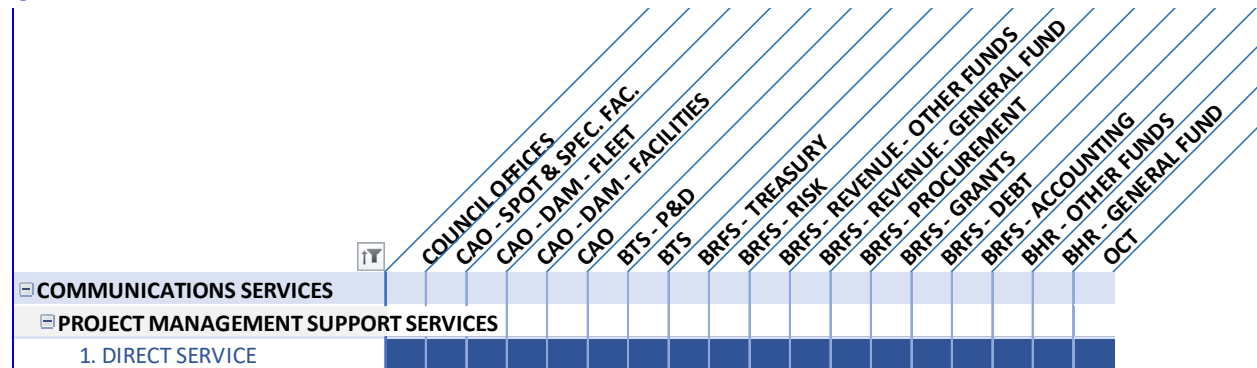 COUNCIL OFFICES
CAO - SPOT & SPEC. FAC.
CAO - DAM - FLEET
CAO - DAM - FACILITIES
CAO
BTS - P&D
BTS
BRFS - TREASURY
BRFS - RISK
BRFS - REVENUE - OTHER FUNDS
BRFS - REVENUE - GENERAL FUND
BRFS - PROCUREMENT
BRFS - GRANTS
BRFS - DEBT
BRFS - ACCOUNTING
BHR - OTHER FUNDS
BHR - GENERAL FUND
OCT
COMMUNICATIONS SERVICES
PROJECT MANAGEMENT SUPPORT SERVICES
1. DIRECT SERVICE